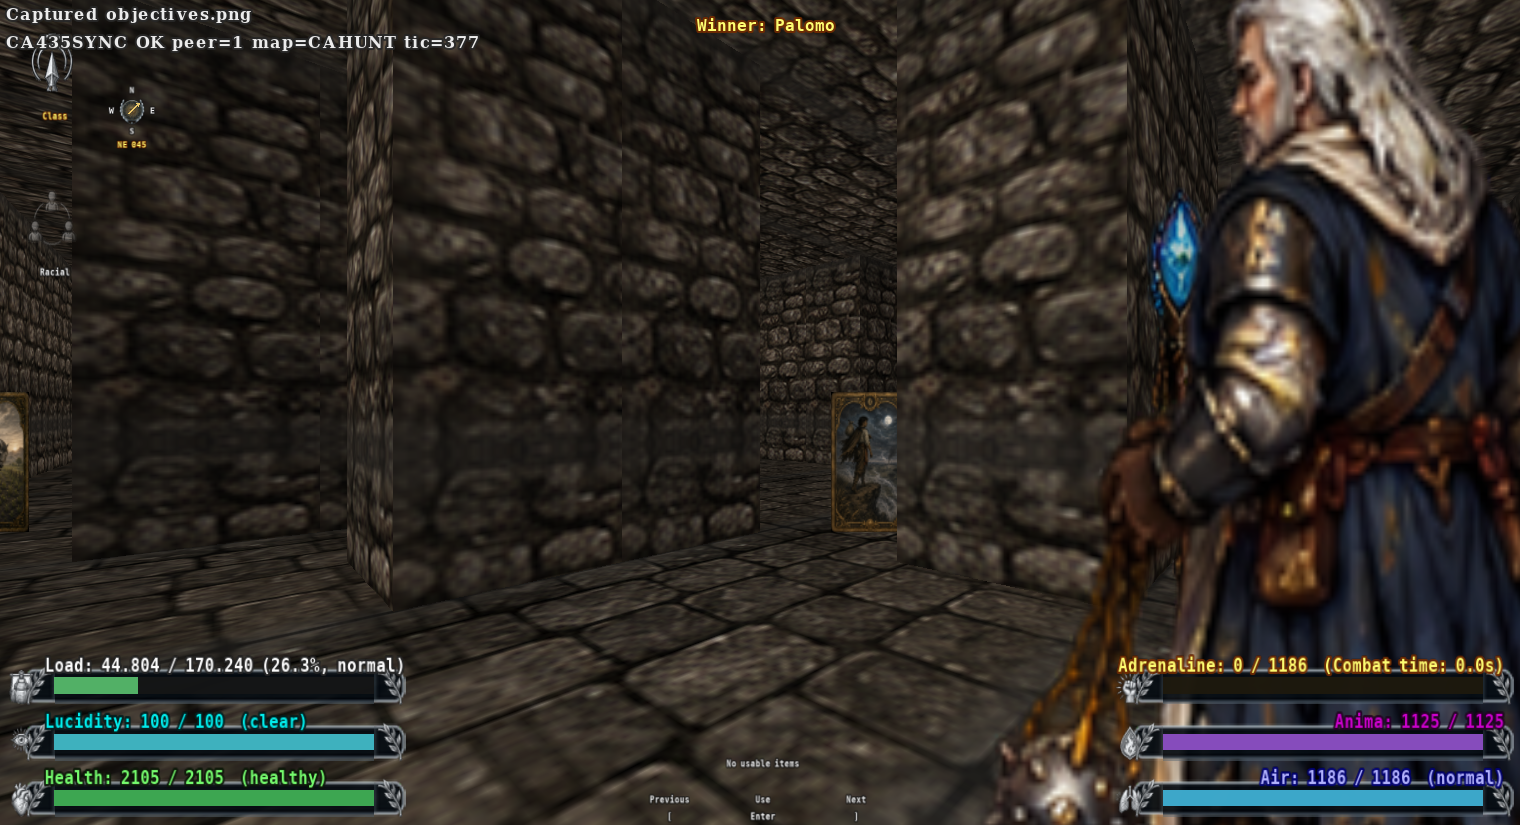 Captured objectives.png
CA435SYNC OK peer=1 map=CAHUNT tic=377
Winner: Palomo
N
W E
S
NE 045
Class
Racial
Load: 44.804 / 170.240 (26.3%, normal)
Lucidity: 100 / 100 (clear)
Health: 2105 / 2105 (healthy)
Adrenaline: 0 / 1186 (Combat time: 0.0s)
Anima: 1125 / 1125
Air: 1186 / 1186 (normal)
No usable items
Previous Use Next
[ Enter ]